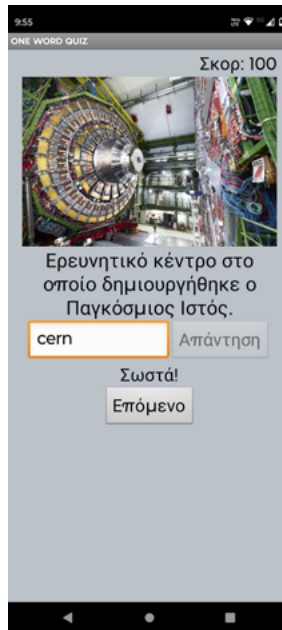 9:55
ONE WORD QUIZ
Σκορ: 100
Ερευνητικό κέντρο στο
οποίο δημιουργήθηκε ο
Παγκόσμιος Ιστός.
cern
Απάντηση
Σωστά!
Επόμενο